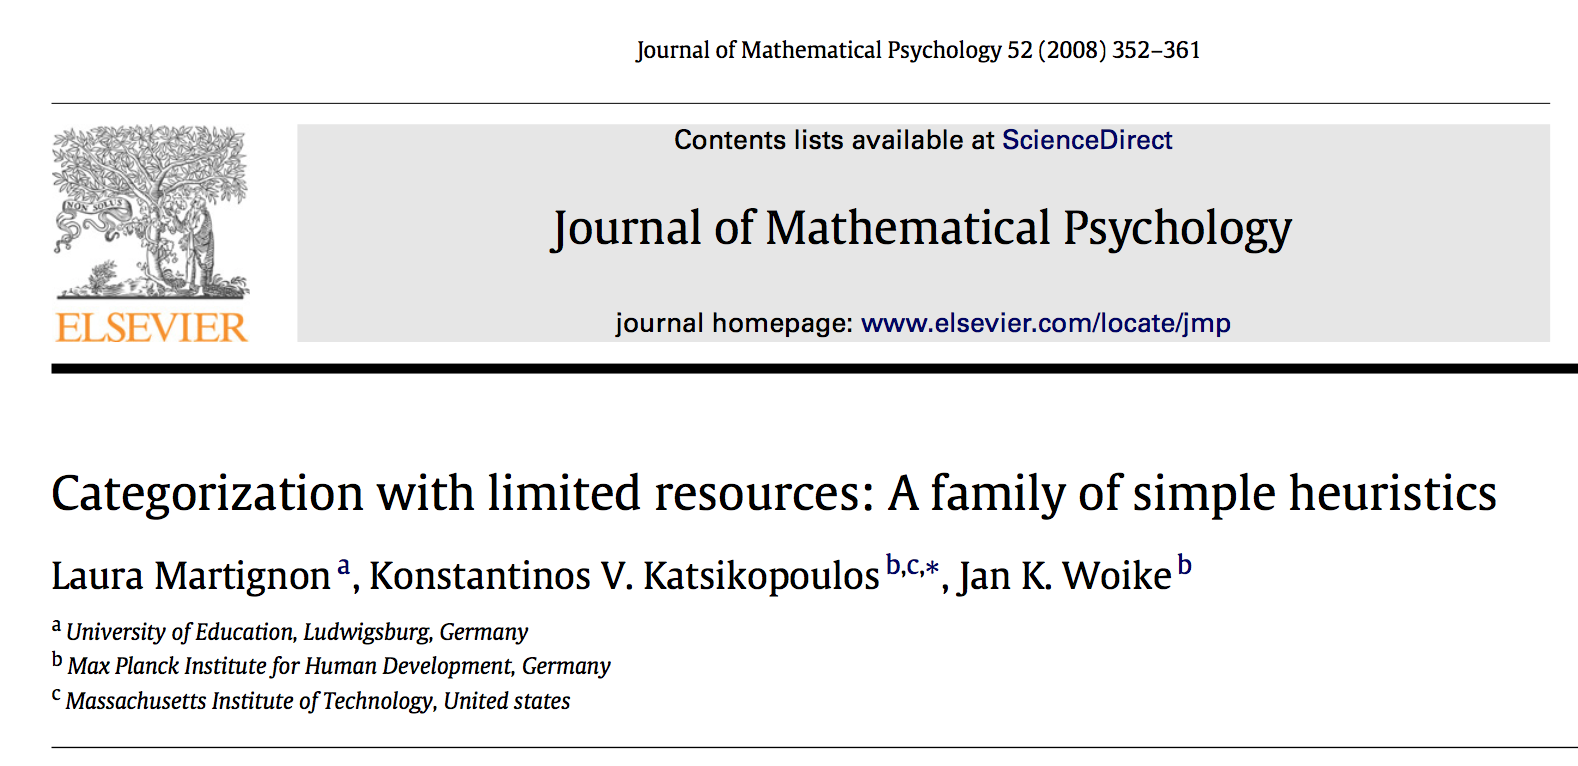 Journal of Mathematical Psychology 52 (2008) 352–361
Contents lists available at ScienceDirect
Journal of Mathematical Psychology
journal homepage: www.elsevier.com/locate/jmp
NON SOLUS
ELSEVIER
Categorization with limited resources: A family of simple heuristics
Laura Martignon a, Konstantinos V. Katsikopoulos b,c,*, Jan K. Woike b
a University of Education, Ludwigsburg, Germany
b Max Planck Institute for Human Development, Germany
c Massachusetts Institute of Technology, United states